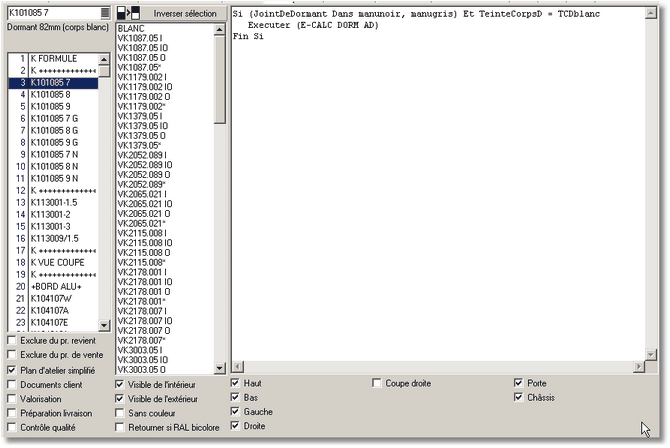 K101085 7
Inverser sélection
Dormant 82mm (corps blanc)
1 K FORMULE
2 K ++++++++++++
3 K101085 7
4 K101085 8
5 K101085 9
6 K101085 7 G
7 K101085 8 G
8 K101085 9 G
9 K101085 7 N
10 K101085 8 N
11 K101085 9 N
12 K ++++++++++++
13 K113001-1.5
14 K113001-2
15 K113001-3
16 K113009/1.5
17 K ++++++++++++
18 K VUE COUPE
19 K ++++++++++++
20 +BORD ALU+
21 K104107W
22 K104107A
23 K104107E
BLANC
VK1087.05 I
VK1087.05 IO
VK1087.05 O
VK1087.05*
VK1179.002 I
VK1179.002 IO
VK1179.002 O
VK1179.002*
VK1379.05 I
VK1379.05 IO
VK1379.05 O
VK1379.05*
VK2052.089 I
VK2052.089 IO
VK2052.089 O
VK2052.089*
VK2065.021 I
VK2065.021 IO
VK2065.021 O
VK2065.021*
VK2115.008 I
VK2115.008 IO
VK2115.008 O
VK2115.008*
VK2178.001 I
VK2178.001 IO
VK2178.001 O
VK2178.001*
VK2178.007 I
VK2178.007 IO
VK2178.007 O
VK2178.007*
VK3003.05 I
VK3003.05 IO
VK3003.05 O
Si (JointDeDormant Dans manunoir, manugris) Et TeinteCorpsD = TCDblanc
Executer (E-CALC DORM AD)
Fin Si
Exclure du pr. revient
Exclure du pr. de vente
Plan d'atelier simplifié
Documents client
Valorisation
Préparation livraison
Contrôle qualité
Visible de l'intérieur
Visible de l'extérieur
Sans couleur
Retourner si RAL bicolore
Haut
Bas
Gauche
Droite
Coupe droite
Porte
Châssis